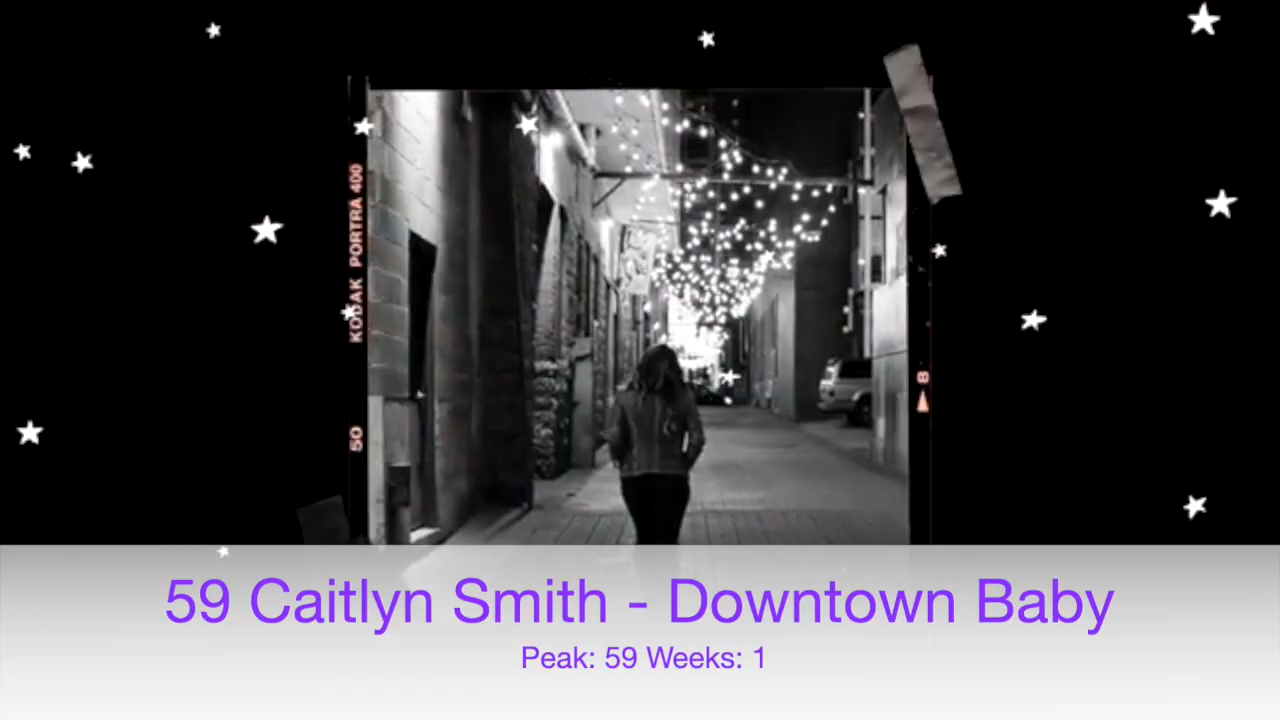 KODAK PORTRA 400
50
8
59 Caitlyn Smith - Downtown Baby
Peak: 59 Weeks: 1